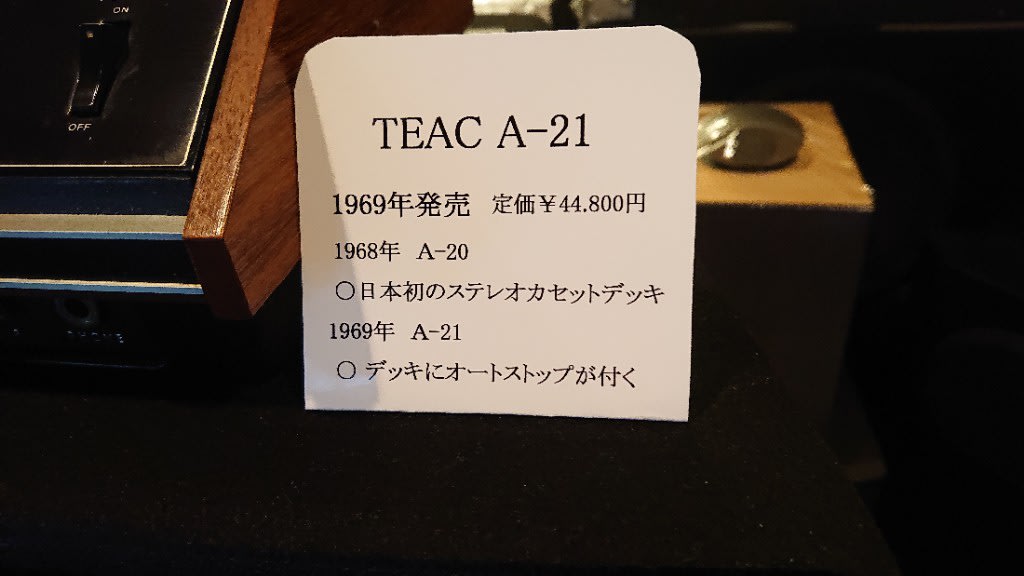 ON
OFF
TEAC A-21
1969年発売 定価￥44.800円
1968年 A-20
○日本初のステレオカセットデッキ
1969年 A-21
○ デッキにオートストップが付く